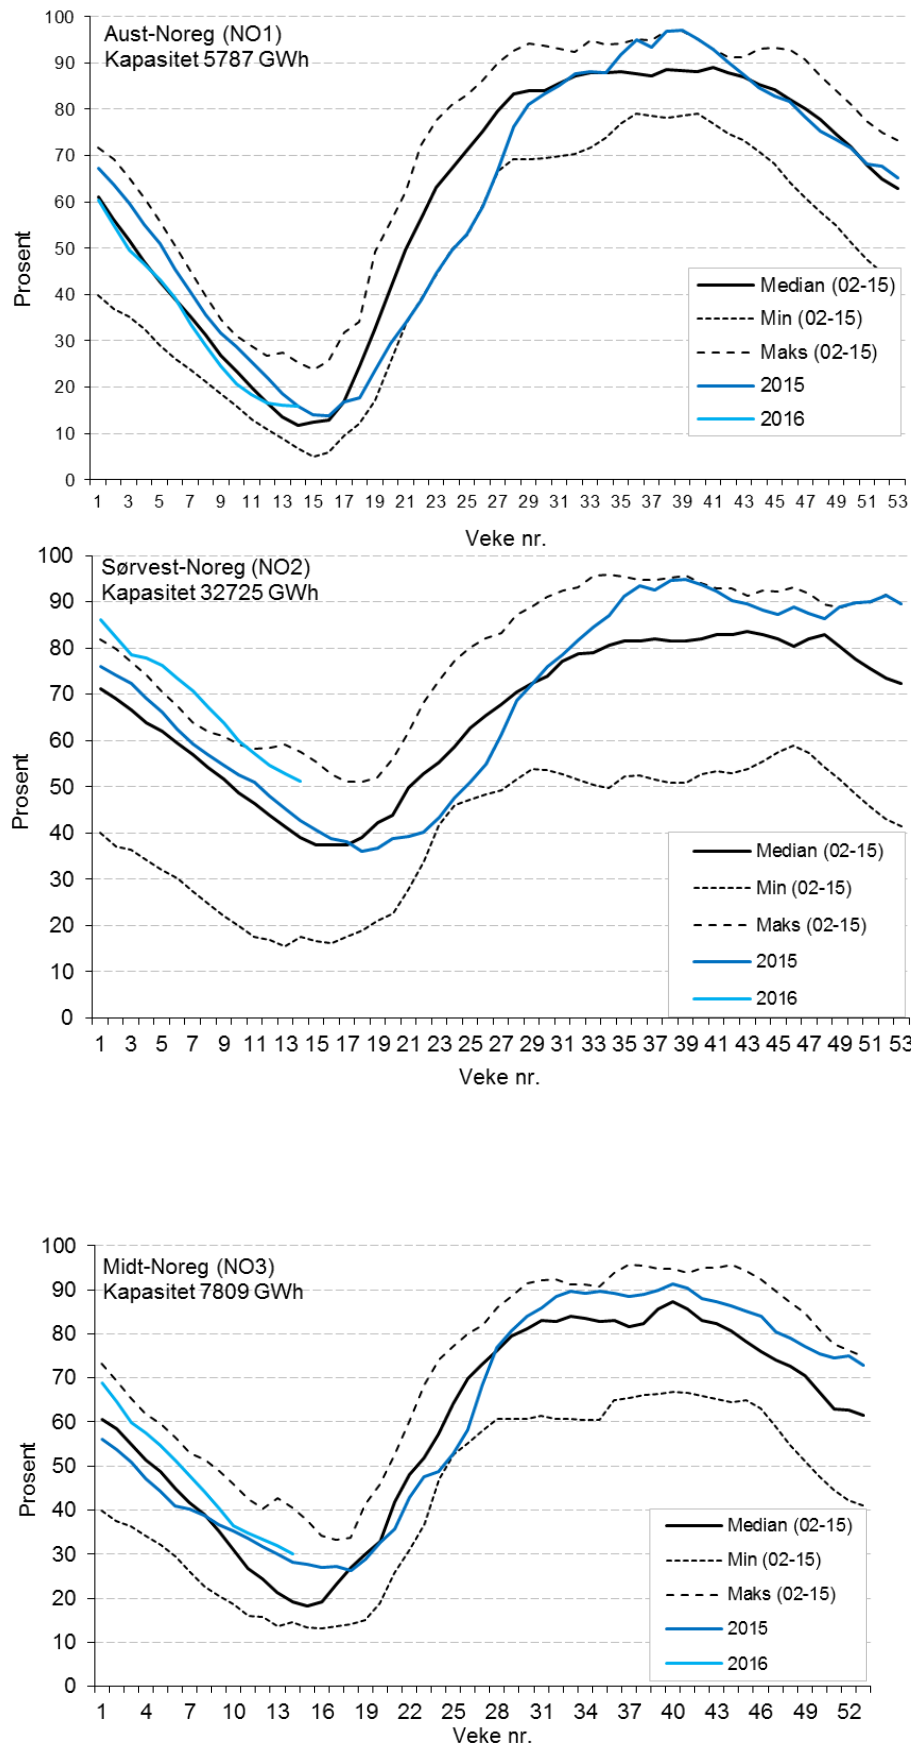 Aust-Noreg (NO1)
Kapasitet 5787 GWh
Prosent
100
90
80
70
60
50
40
30
20
10
0
Median (02-15)
Min (02-15)
Maks (02-15)
2015
2016
1 3 5 7 9 11 13 15 17 19 21 23 25 27 29 31 33 35 37 39 41 43 45 47 49 51 53
Veke nr.
Sørvest-Noreg (NO2)
Kapasitet 32725 GWh
Prosent
100
90
80
70
60
50
40
30
20
10
0
Median (02-15)
Min (02-15)
Maks (02-15)
2015
2016
1 3 5 7 9 11 13 15 17 19 21 23 25 27 29 31 33 35 37 39 41 43 45 47 49 51 53
Veke nr.
Midt-Noreg (NO3)
Kapasitet 7809 GWh
Prosent
100
90
80
70
60
50
40
30
20
10
0
Median (02-15)
Min (02-15)
Maks (02-15)
2015
2016
1 4 7 10 13 16 19 22 25 28 31 34 37 40 43 46 49 52
Veke nr.